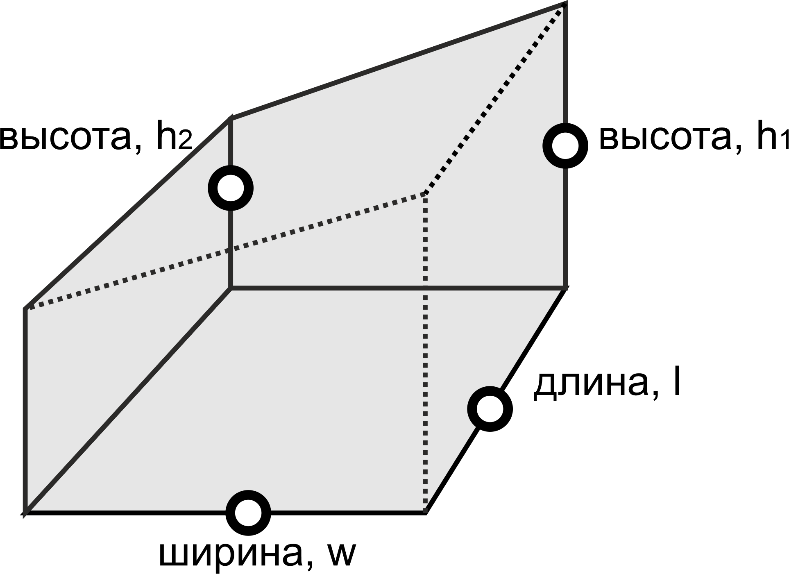 высота, h2
высота, h1
длина, l
ширина, w